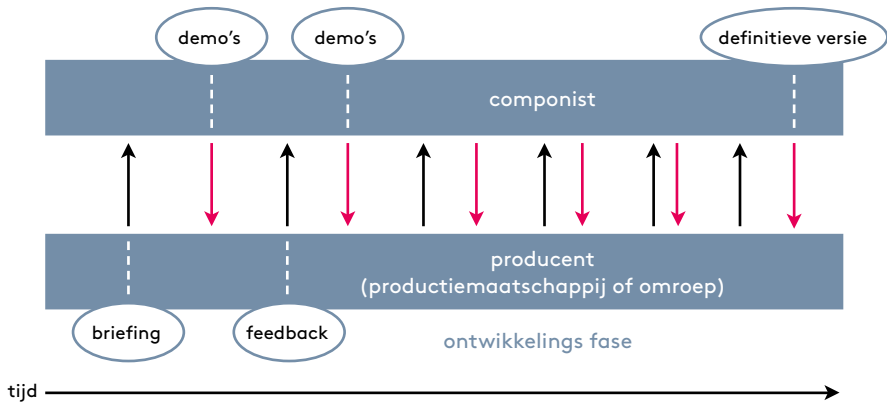 demo's
demo's
definitieve versie
componist
producent
(productiemaatschappij of omroep)
briefing
feedback
ontwikkelings fase
tijd